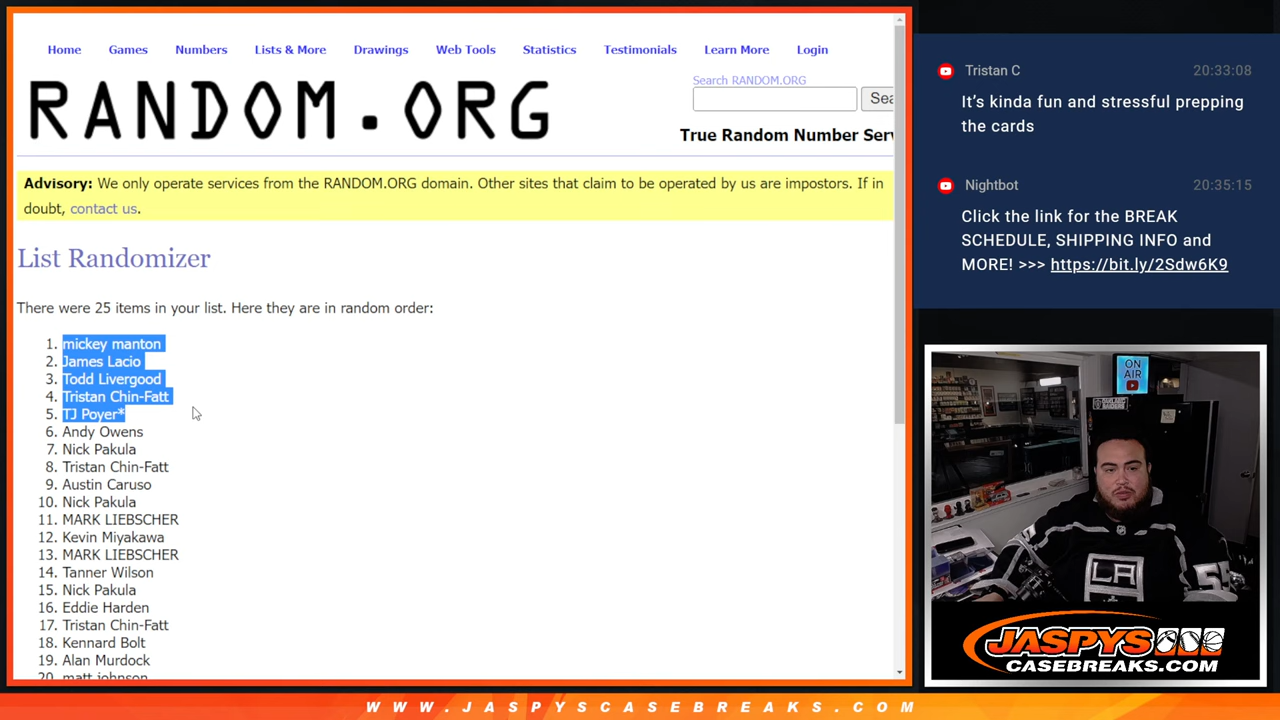 Home Games Numbers Lists & More Drawings Web Tools Statistics Testimonials Learn More Login
RANDOM.ORG
Search RANDOM.ORG
Sea
True Random Number Serv
Advisory: We only operate services from the RANDOM.ORG domain. Other sites that claim to be operated by us are impostors. If in
doubt, contact us.
List Randomizer
There were 25 items in your list. Here they are in random order:
1. mickey manton
2. James Lacio
3. Todd Livergood
4. Tristan Chin-Fatt
5. TJ Poyer*
6. Andy Owens
7. Nick Pakula
8. Tristan Chin-Fatt
9. Austin Caruso
10. Nick Pakula
11. MARK LIEBSCHER
12. Kevin Miyakawa
13. MARK LIEBSCHER
14. Tanner Wilson
15. Nick Pakula
16. Eddie Harden
17. Tristan Chin-Fatt
18. Kennard Bolt
19. Alan Murdock
20. matt johnson
Tristan C 20:33:08
It’s kinda fun and stressful prepping
the cards
Nightbot 20:35:15
Click the link for the BREAK
SCHEDULE, SHIPPING INFO and
MORE! >>> https://bit.ly/2Sdw6K9
ON
AIR
LA
JASPYS
CASEBREAKS.COM
WWW.JASPYSCASEBREAKS.COM